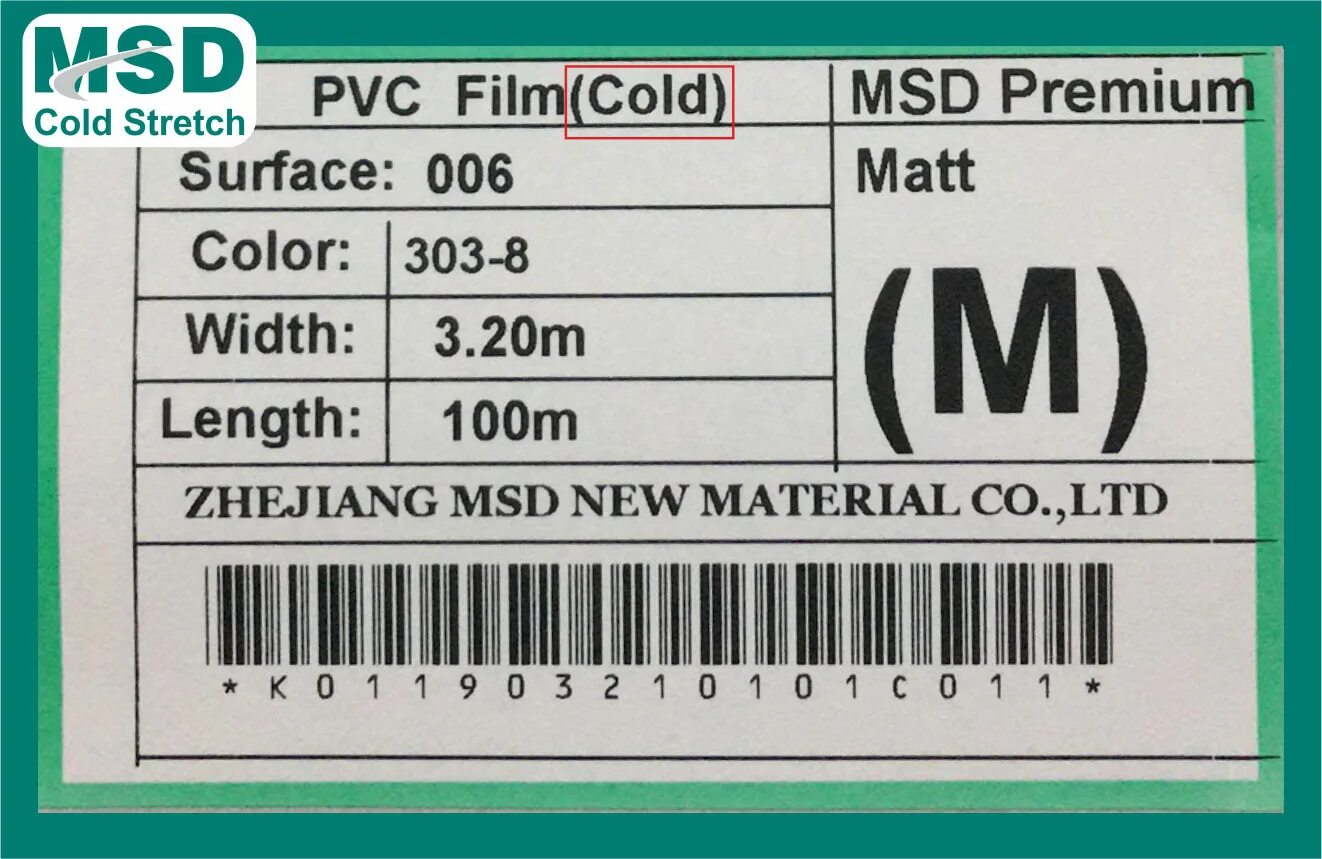 MSD
Cold Stretch
PVC Film(Cold)
MSD Premium
Surface: 006
Matt
Color: 303-8
(M)
Width: 3.20m
Length: 100m
ZHEJIANG MSD NEW MATERIAL CO.,LTD
*K011903210101C011*